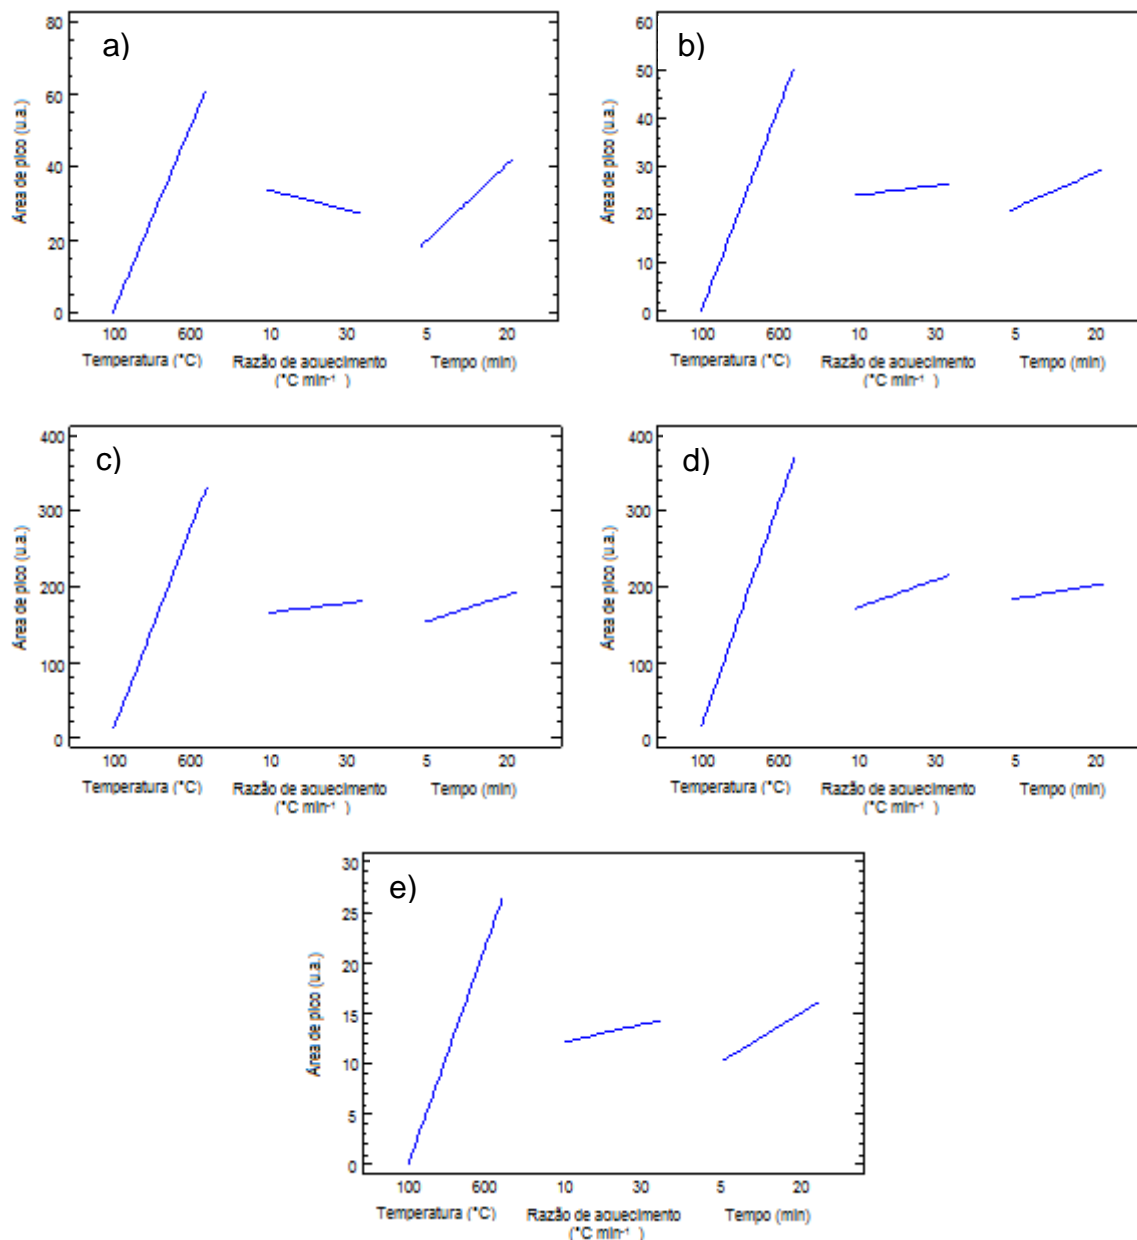 a)
80
60
40
20
0
Área de pico (u.a.)
100 600 10 30 5 20
Temperatura (°C) Razão de aquecimento Tempo (min)
(°C min⁻¹ )
b)
60
50
40
30
20
10
0
Área de pico (u.a.)
100 600 10 30 5 20
Temperatura (°C) Razão de aquecimento Tempo (min)
(°C min⁻¹ )
c)
400
300
200
100
0
Área de pico (u.a.)
100 600 10 30 5 20
Temperatura (°C) Razão de aquecimento Tempo (min)
(°C min⁻¹ )
d)
400
300
200
100
0
Área de pico (u.a.)
100 600 10 30 5 20
Temperatura (°C) Razão de aquecimento Tempo (min)
(°C min⁻¹ )
e)
30
25
20
15
10
5
0
Área de pico (u.a.)
100 600 10 30 5 20
Temperatura (°C) Razão de aquecimento Tempo (min)
(°C min⁻¹ )